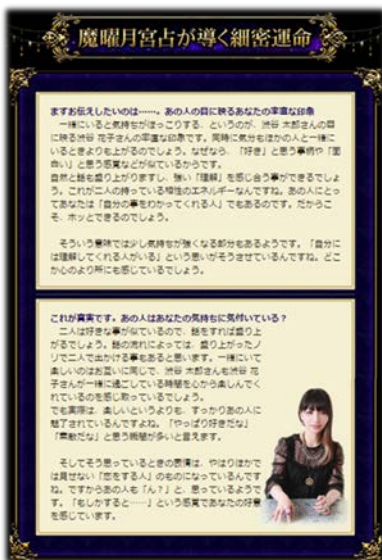 魔曜月宮占が導く細密運命
まずお伝えしたいのは……。あの人の目に映るあなたの率直な印象
一緒にいると気持ちがほっこりする、というのが、渋谷 太郎さんの目
に映る渋谷 花子さんの率直な印象です。同時に気分もほかの人と一緒に
いるときよりも上がるのでしょう。なぜなら、「好き」と思う事柄や「面
白い」と思う感覚などが似ているからです。
自然と話も盛り上がりますし、強い「理解」を感じ合う事ができるでしょ
う。これが二人の持っている相性のエネルギーなんですね。あの人にとっ
てあなたは「自分の事をわかってくれる人」でもあるのです。だからこ
そ、ホッとできるのでしょう。
そういう意味では少し気持ちが強くなる部分もあるようです。「自分に
は理解してくれる人がいる」という思いがそうさせているんですね。どこ
か心のより所にも感じているでしょう。
これが真実です。あの人はあなたの気持ちに気付いている？
二人は好きな事が似ているので、話をすれば盛り上
がるでしょう。話の流れによっては、盛り上がったノ
リで二人で出かける事もあると思います。一緒にいて
楽しいのはお互いに同じで、渋谷 太郎さんも渋谷 花
子さんが一緒に過ごしている時間を心から楽しんでく
れているのを感じ取っているでしょう。
でも実際は、楽しいというよりも、すっかりあの人に
魅了されているんですよね。「やっぱり好きだな」
「素敵だな」と思う瞬間が多いと言えます。
そしてそう思っているときの表情は、やはりほかで
は見せない「恋をする人」のものになっているんです
ね。ですからあの人も「ん？」と、思っているようで
す。「もしかすると……」という感覚であなたの好意
を感じています。